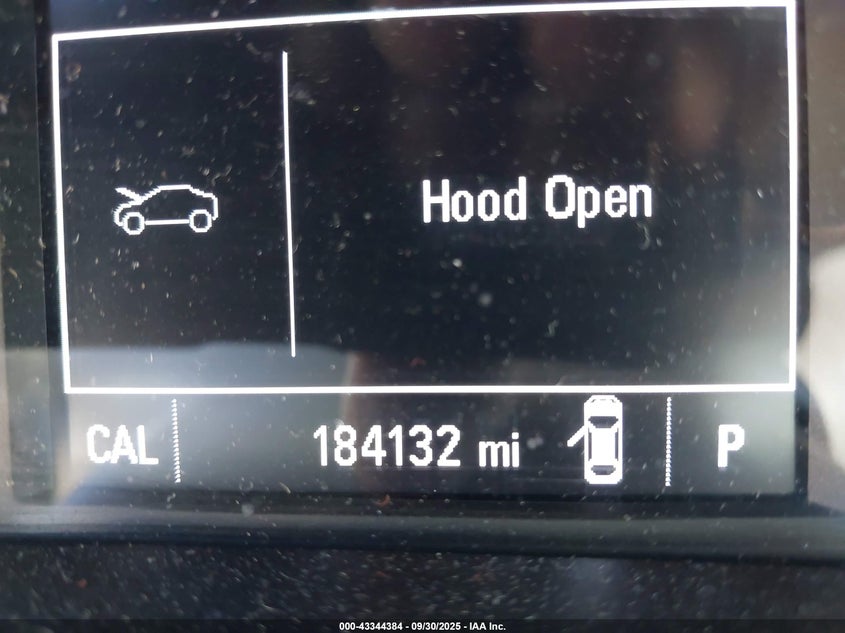 Hood Open
CAL 184132 mi P
000-43344384 - 09/30/2025 - IAA Inc.